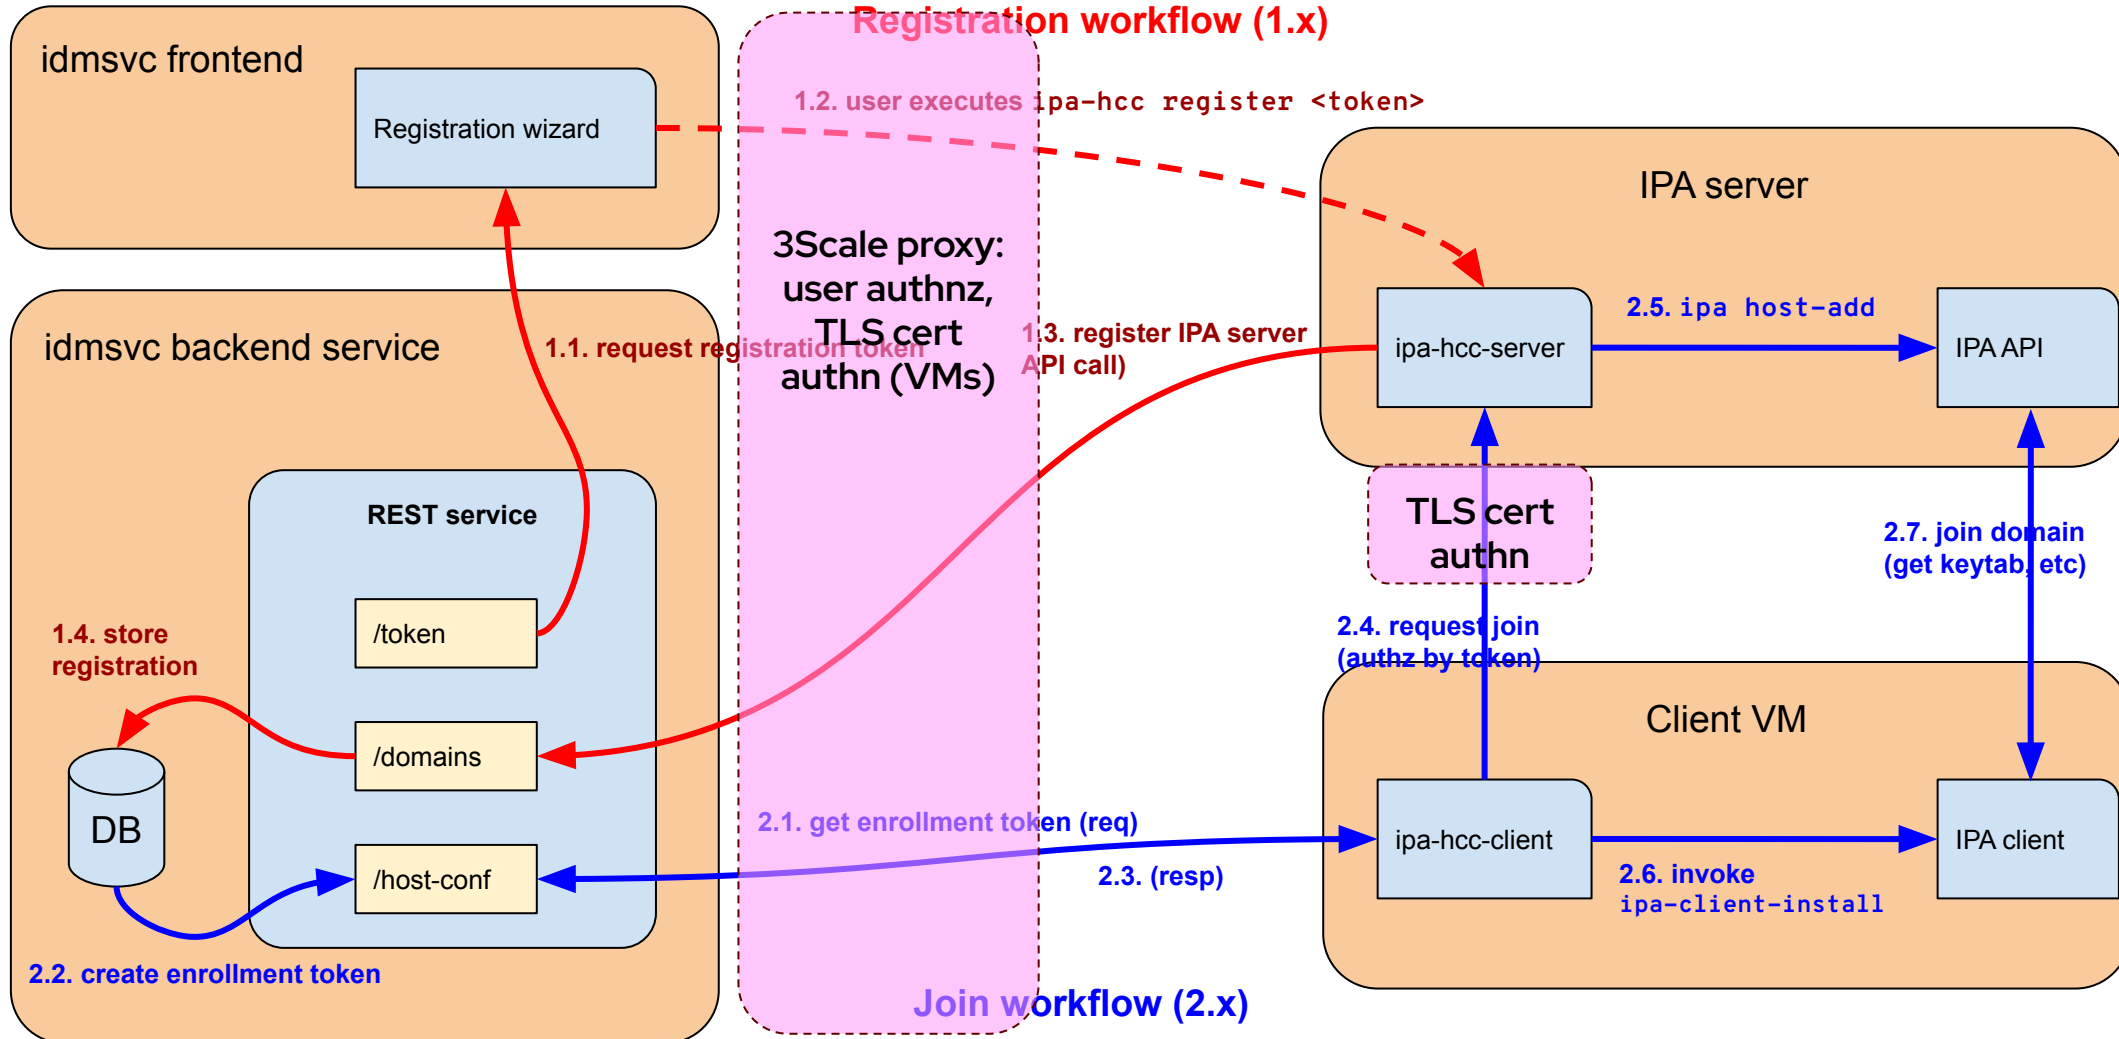 Registration workflow (1.x)
idmsvc frontend
Registration wizard
1.2. user executes ipa-hcc register <token>
IPA server
3Scale proxy:
user authnz,
TLS cert
authn (VMs)
idmsvc backend service
1.1. request registration token
1.3. register IPA server
API call)
ipa-hcc-server
2.5. ipa host-add
IPA API
REST service
TLS cert
authn
2.7. join domain
(get keytab, etc)
/token
1.4. store
registration
2.4. request join
(authz by token)
/domains
Client VM
DB
2.1. get enrollment token (req)
ipa-hcc-client
IPA client
/host-conf
2.3. (resp)
2.6. invoke
ipa-client-install
2.2. create enrollment token
Join workflow (2.x)